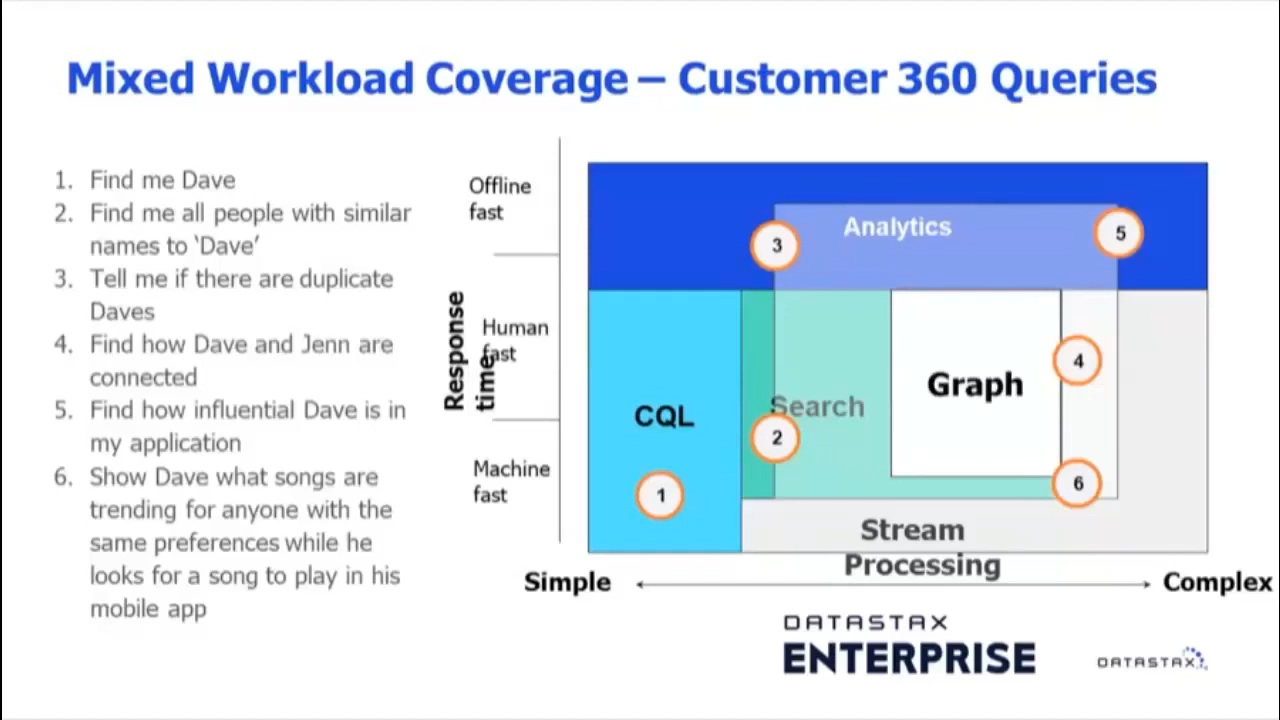 Mixed Workload Coverage – Customer 360 Queries
1. Find me Dave
2. Find me all people with similar
names to ‘Dave’
3. Tell me if there are duplicate
Daves
4. Find how Dave and Jenn are
connected
5. Find how influential Dave is in
my application
6. Show Dave what songs are
trending for anyone with the
same preferences while he
looks for a song to play in his
mobile app
Response
time
Offline
fast
Human
fast
Machine
fast
Analytics
3
5
CQL
Search
Graph
4
2
1
6
Stream
Processing
Simple
Complex
DATASTAX
ENTERPRISE
DATASTAX